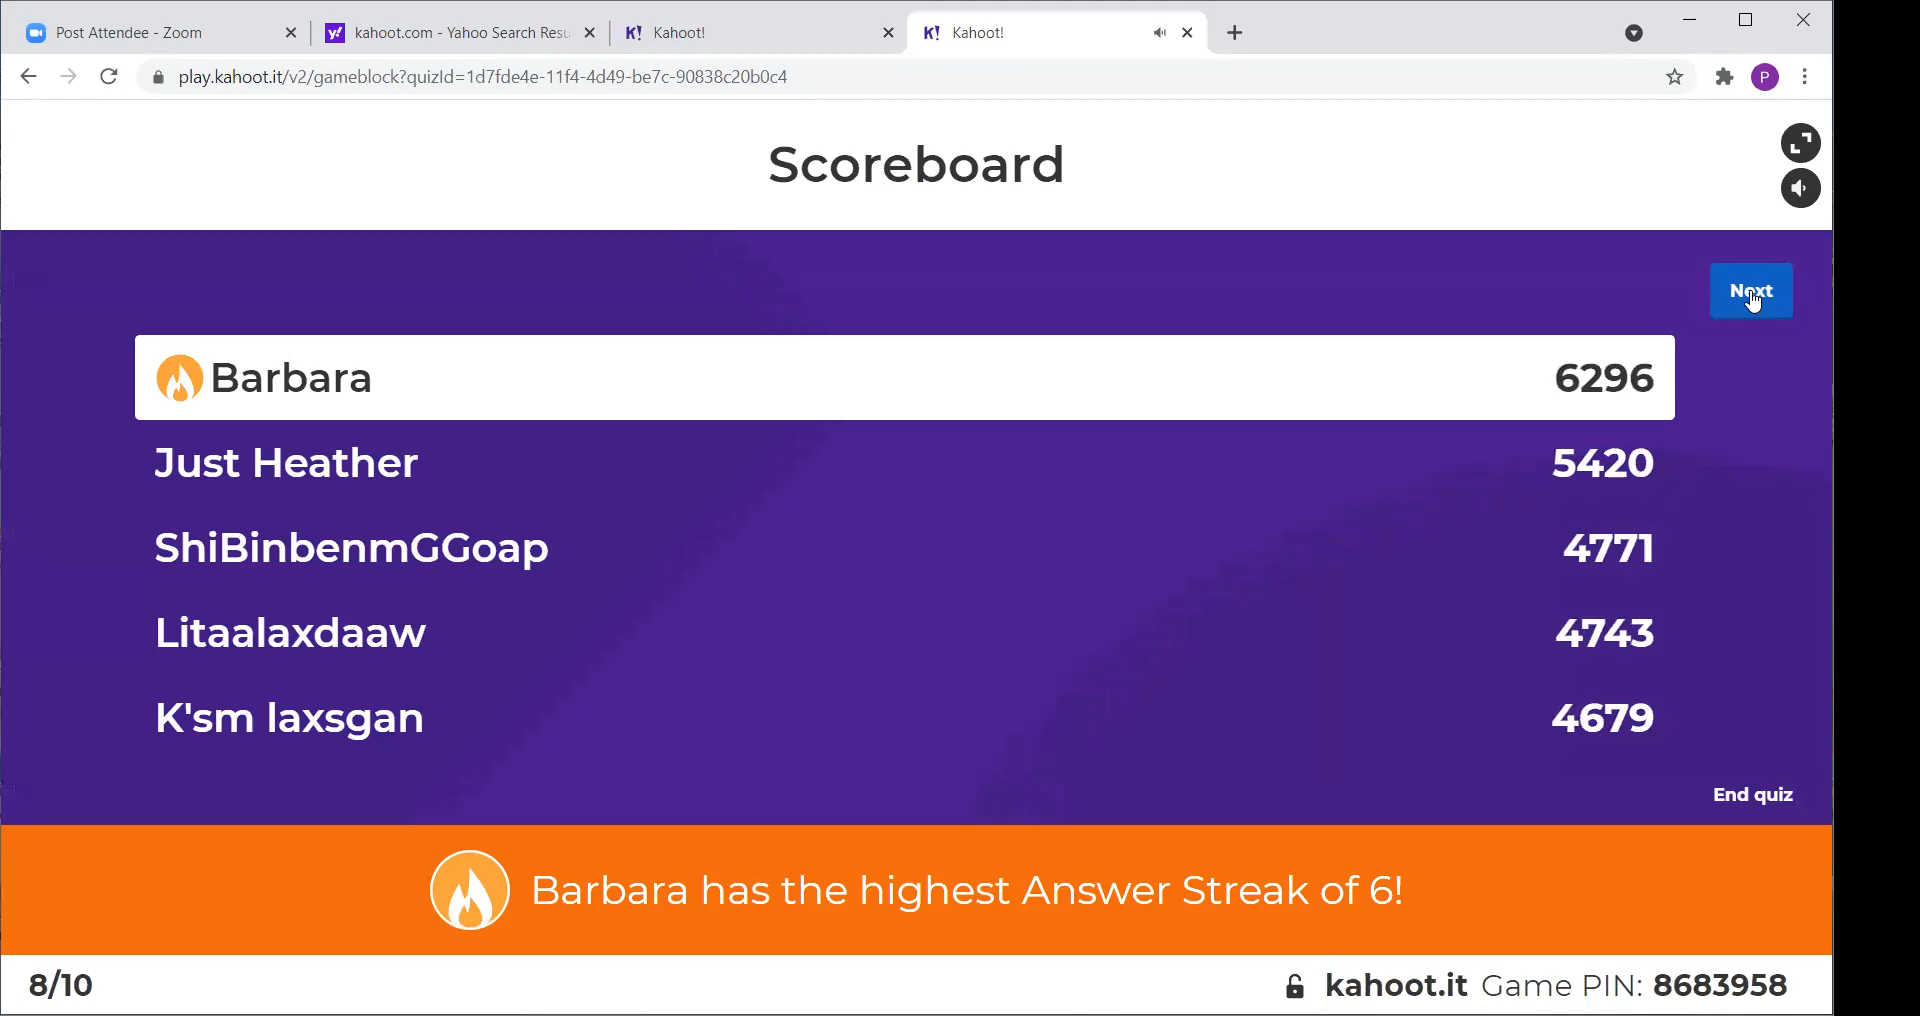 Post Attendee - Zoom
kahoot.com - Yahoo Search Resu
K! Kahoot!
K! Kahoot!
play.kahoot.it/v2/gameblock?quizId=1d7fde4e-11f4-4d49-be7c-90838c20b0c4
P
Scoreboard
Next
Barbara 6296
Just Heather 5420
ShiBinbenmGGoap 4771
Litaalaxdaaw 4743
K'sm laxsgan 4679
End quiz
Barbara has the highest Answer Streak of 6!
8/10
kahoot.it Game PIN: 8683958